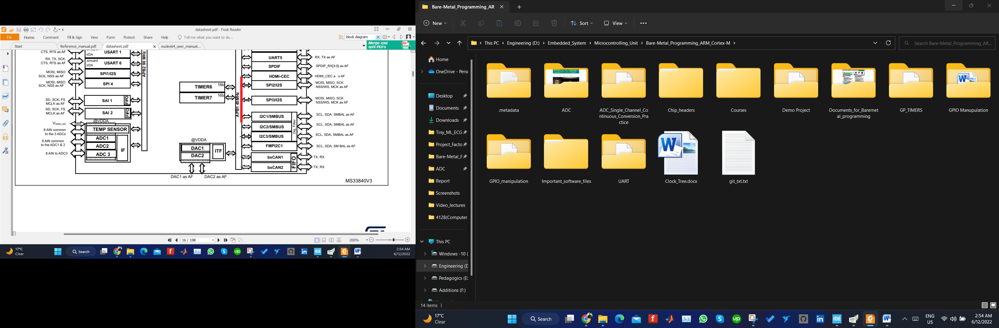 datasheet.pdf - Foxit Reader
File Home Comment Fill & Sign View Form Protect Share Help Tell me what you want to do...
block diagram
Start Reference_manual.pdf datasheet.pdf nucleo64_user_manual...
Merge and
split PDFs
CTS, RTS as AF
smcard
irDA
USART 1
RX, TX, SCK,
CTS, RTS as AF
smcard
irDA
USART 6
MOSI, MISO
SCK, NSS as AF
SPI1/I2S
MOSI, MISO
SCK, NSS as AF
SPI 4
APB2 90 MHz
SD, SCK, FS
MCLK as AF
SAI 1
FIFO
SD, SCK, FS
MCLK as AF
SAI 2
FIFO
@VDDA
VDDREF_ADC
TEMP SENSOR
8 AIN common
to the 3 ADCs
ADC1
8 AIN common
to the ADC1 & 2
ADC2
IF
8 AIN to ADC3
ADC 3
TIMER6
16b
TIMER7
16b
APB1 45MHz
@VDDA
DAC1
DAC2
ITF
DAC1 as AF
DAC2 as AF
UART5
RX, TX as AF
SPDIF
SPDIF_RX[3:0] as AF
HDMI-CEC
HDMI_CEC a s AF
SPI2/I2S
MOSI, MISO, SCK
NSS/WS, MCK as AF
SPI3/I2S
MOSI, MISO, SCK
NSS/WS, MCK as AF
I2C1/SMBUS
SCL, SDA, SMBAL as AF
I2C2/SMBUS
SCL, SDA, SMBAL as AF
I2C3/SMBUS
SCL, SDA, SMBAL as AF
Dig. Filter
FMPI2C1
SCL, SDA, SM BAL as AF
bxCAN1
TX, RX
bxCAN2
TX, RX
FIFO
MS33840V3
16 / 198
200%
17°C
Clear
Search
2:54 AM
6/12/2022
Bare-Metal_Programming_AR
New
Sort
View
This PC › Engineering (D:) › Embedded_System › Microcontrolling_Unit › Bare-Metal_Programming_ARM_Cortex-M ›
Search Bare-Metal_Programming_AR...
Home
OneDrive - Perso
Desktop
Documents
Downloads
Tiny_ML_ECG
Project_Facto
Bare-Metal_F
ADC
Report
Screenshots
Video_lectures
4128(Computer
This PC
Windows -10 (
Engineering (D
Pedagogics (E:
Additions (F:)
.metadata
ADC
ADC_Single_Channel_Co
ntinuous_Conversion_Pra
ctice
Chip_headers
Courses
Demo Project
Documents_for_Baremet
al_programming
GP_TIMERS
GPIO Manupulation
GPIO_manipulation
Important_software_files
UART
Clock_Tree.docx
git_txt.txt
14 items
17°C
Clear
Search
ENG
US
2:54 AM
6/12/2022